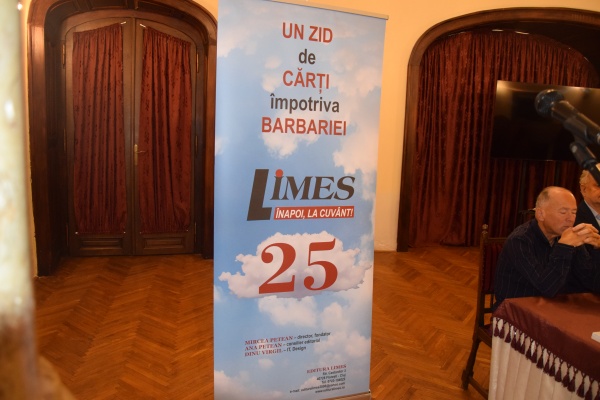 UN ZID
de
CĂRȚI
împotriva
BARBARIEI
LIMES
ÎNAPOI, LA CUVÂNT!
25
MIRCEA PETEAN – director, fondator
ANA PETEAN – consilier editorial
DINU VIRGIL – IT, Design
EDITURA LIMES